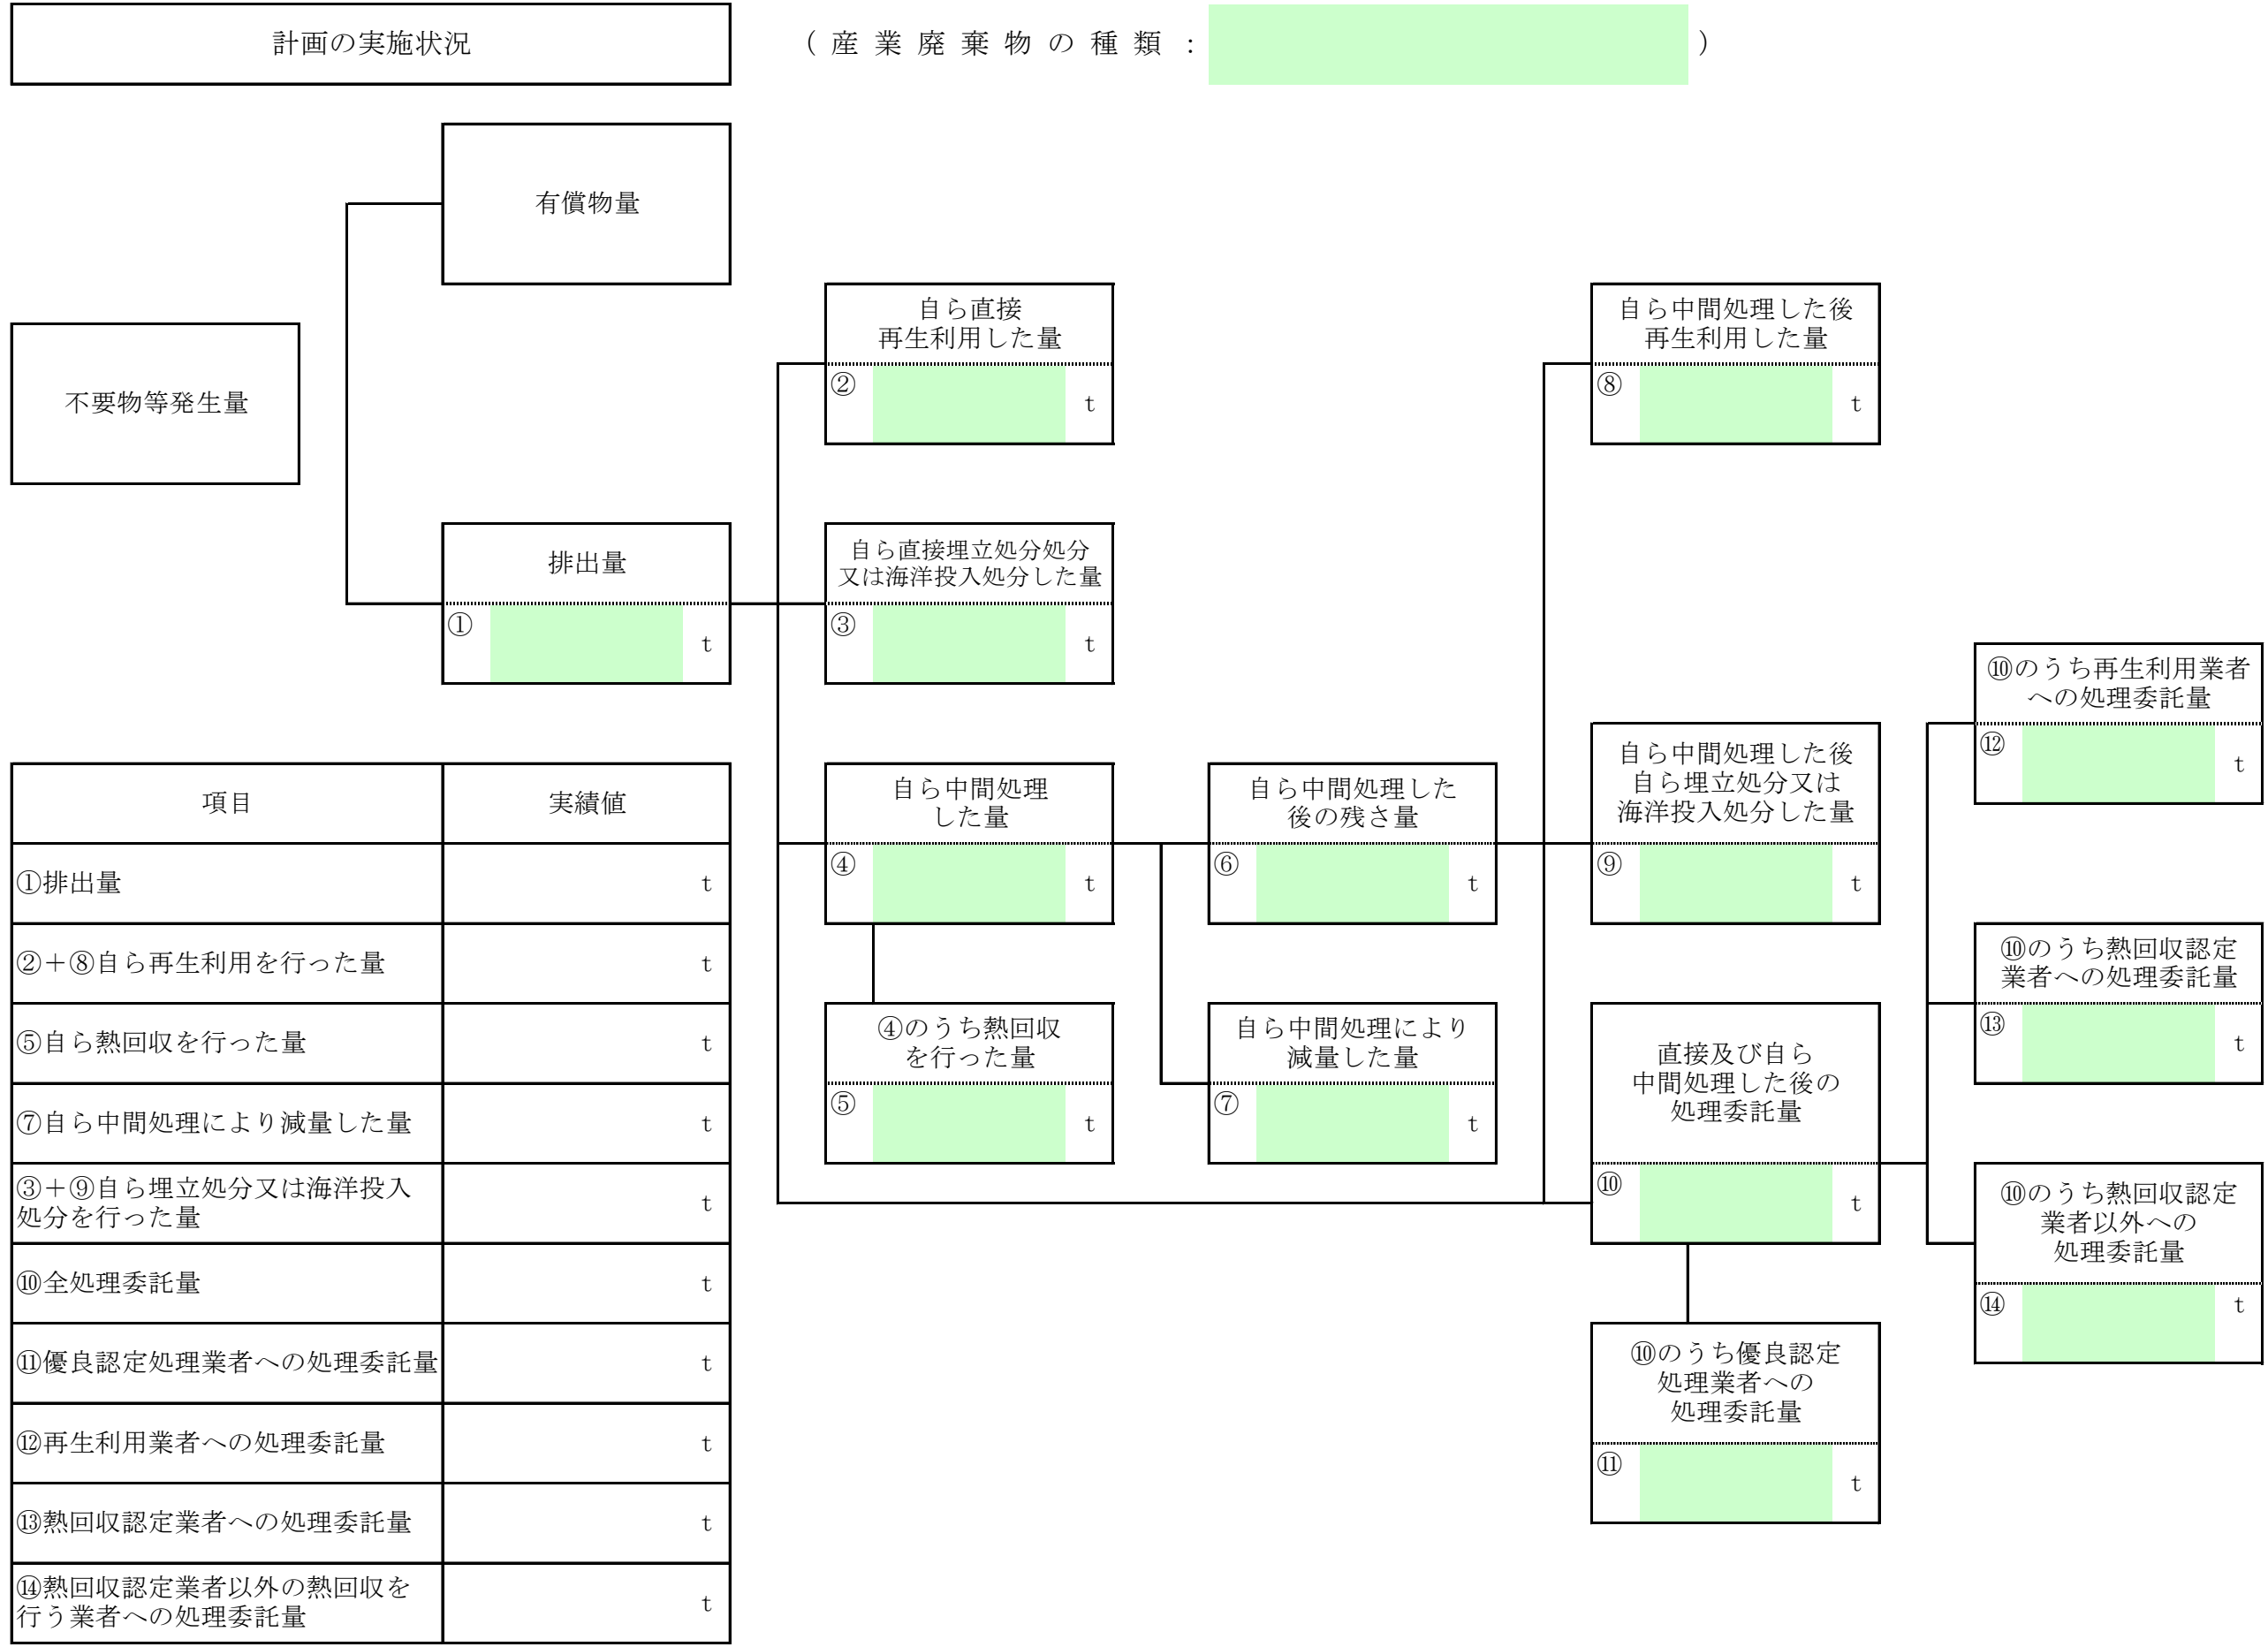 計画の実施状況
（産業廃棄物の種類：　）
有償物量
不要物等発生量
排出量
① t
自ら直接
再生利用した量
② t
自ら直接埋立処分処分
又は海洋投入処分した量
③ t
自ら中間処理
した量
④ t
④のうち熱回収
を行った量
⑤ t
自ら中間処理した
後の残さ量
⑥ t
自ら中間処理により
減量した量
⑦ t
自ら中間処理した後
再生利用した量
⑧ t
自ら中間処理した後
自ら埋立処分又は
海洋投入処分した量
⑨ t
直接及び自ら
中間処理した後の
処理委託量
⑩ t
⑩のうち優良認定
処理業者への
処理委託量
⑪ t
⑩のうち再生利用業者
への処理委託量
⑫ t
⑩のうち熱回収認定
業者への処理委託量
⑬ t
⑩のうち熱回収認定
業者以外への
処理委託量
⑭ t
項目 実績値
①排出量 t
②＋⑧自ら再生利用を行った量 t
⑤自ら熱回収を行った量 t
⑦自ら中間処理により減量した量 t
③＋⑨自ら埋立処分又は海洋投入
処分を行った量 t
⑩全処理委託量 t
⑪優良認定処理業者への処理委託量 t
⑫再生利用業者への処理委託量 t
⑬熱回収認定業者への処理委託量 t
⑭熱回収認定業者以外の熱回収を
行う業者への処理委託量 t